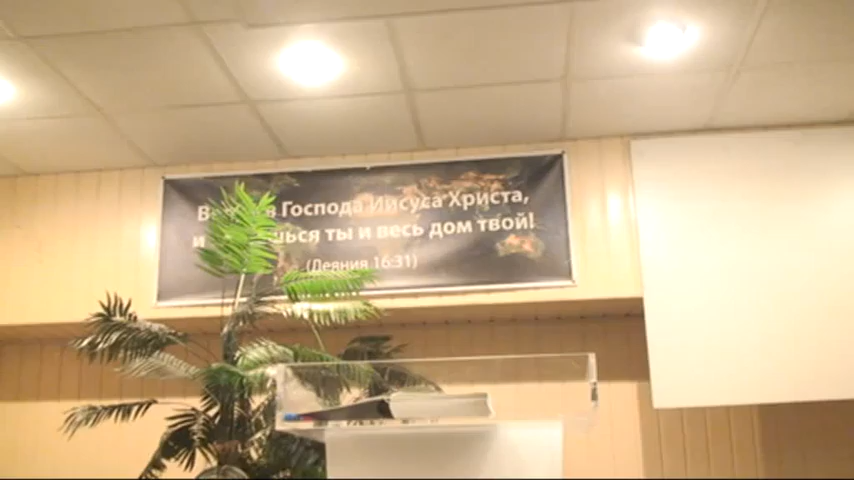 в Господа Иисуса Христа,
и ты и весь дом твой!
(Деяния 16:31)